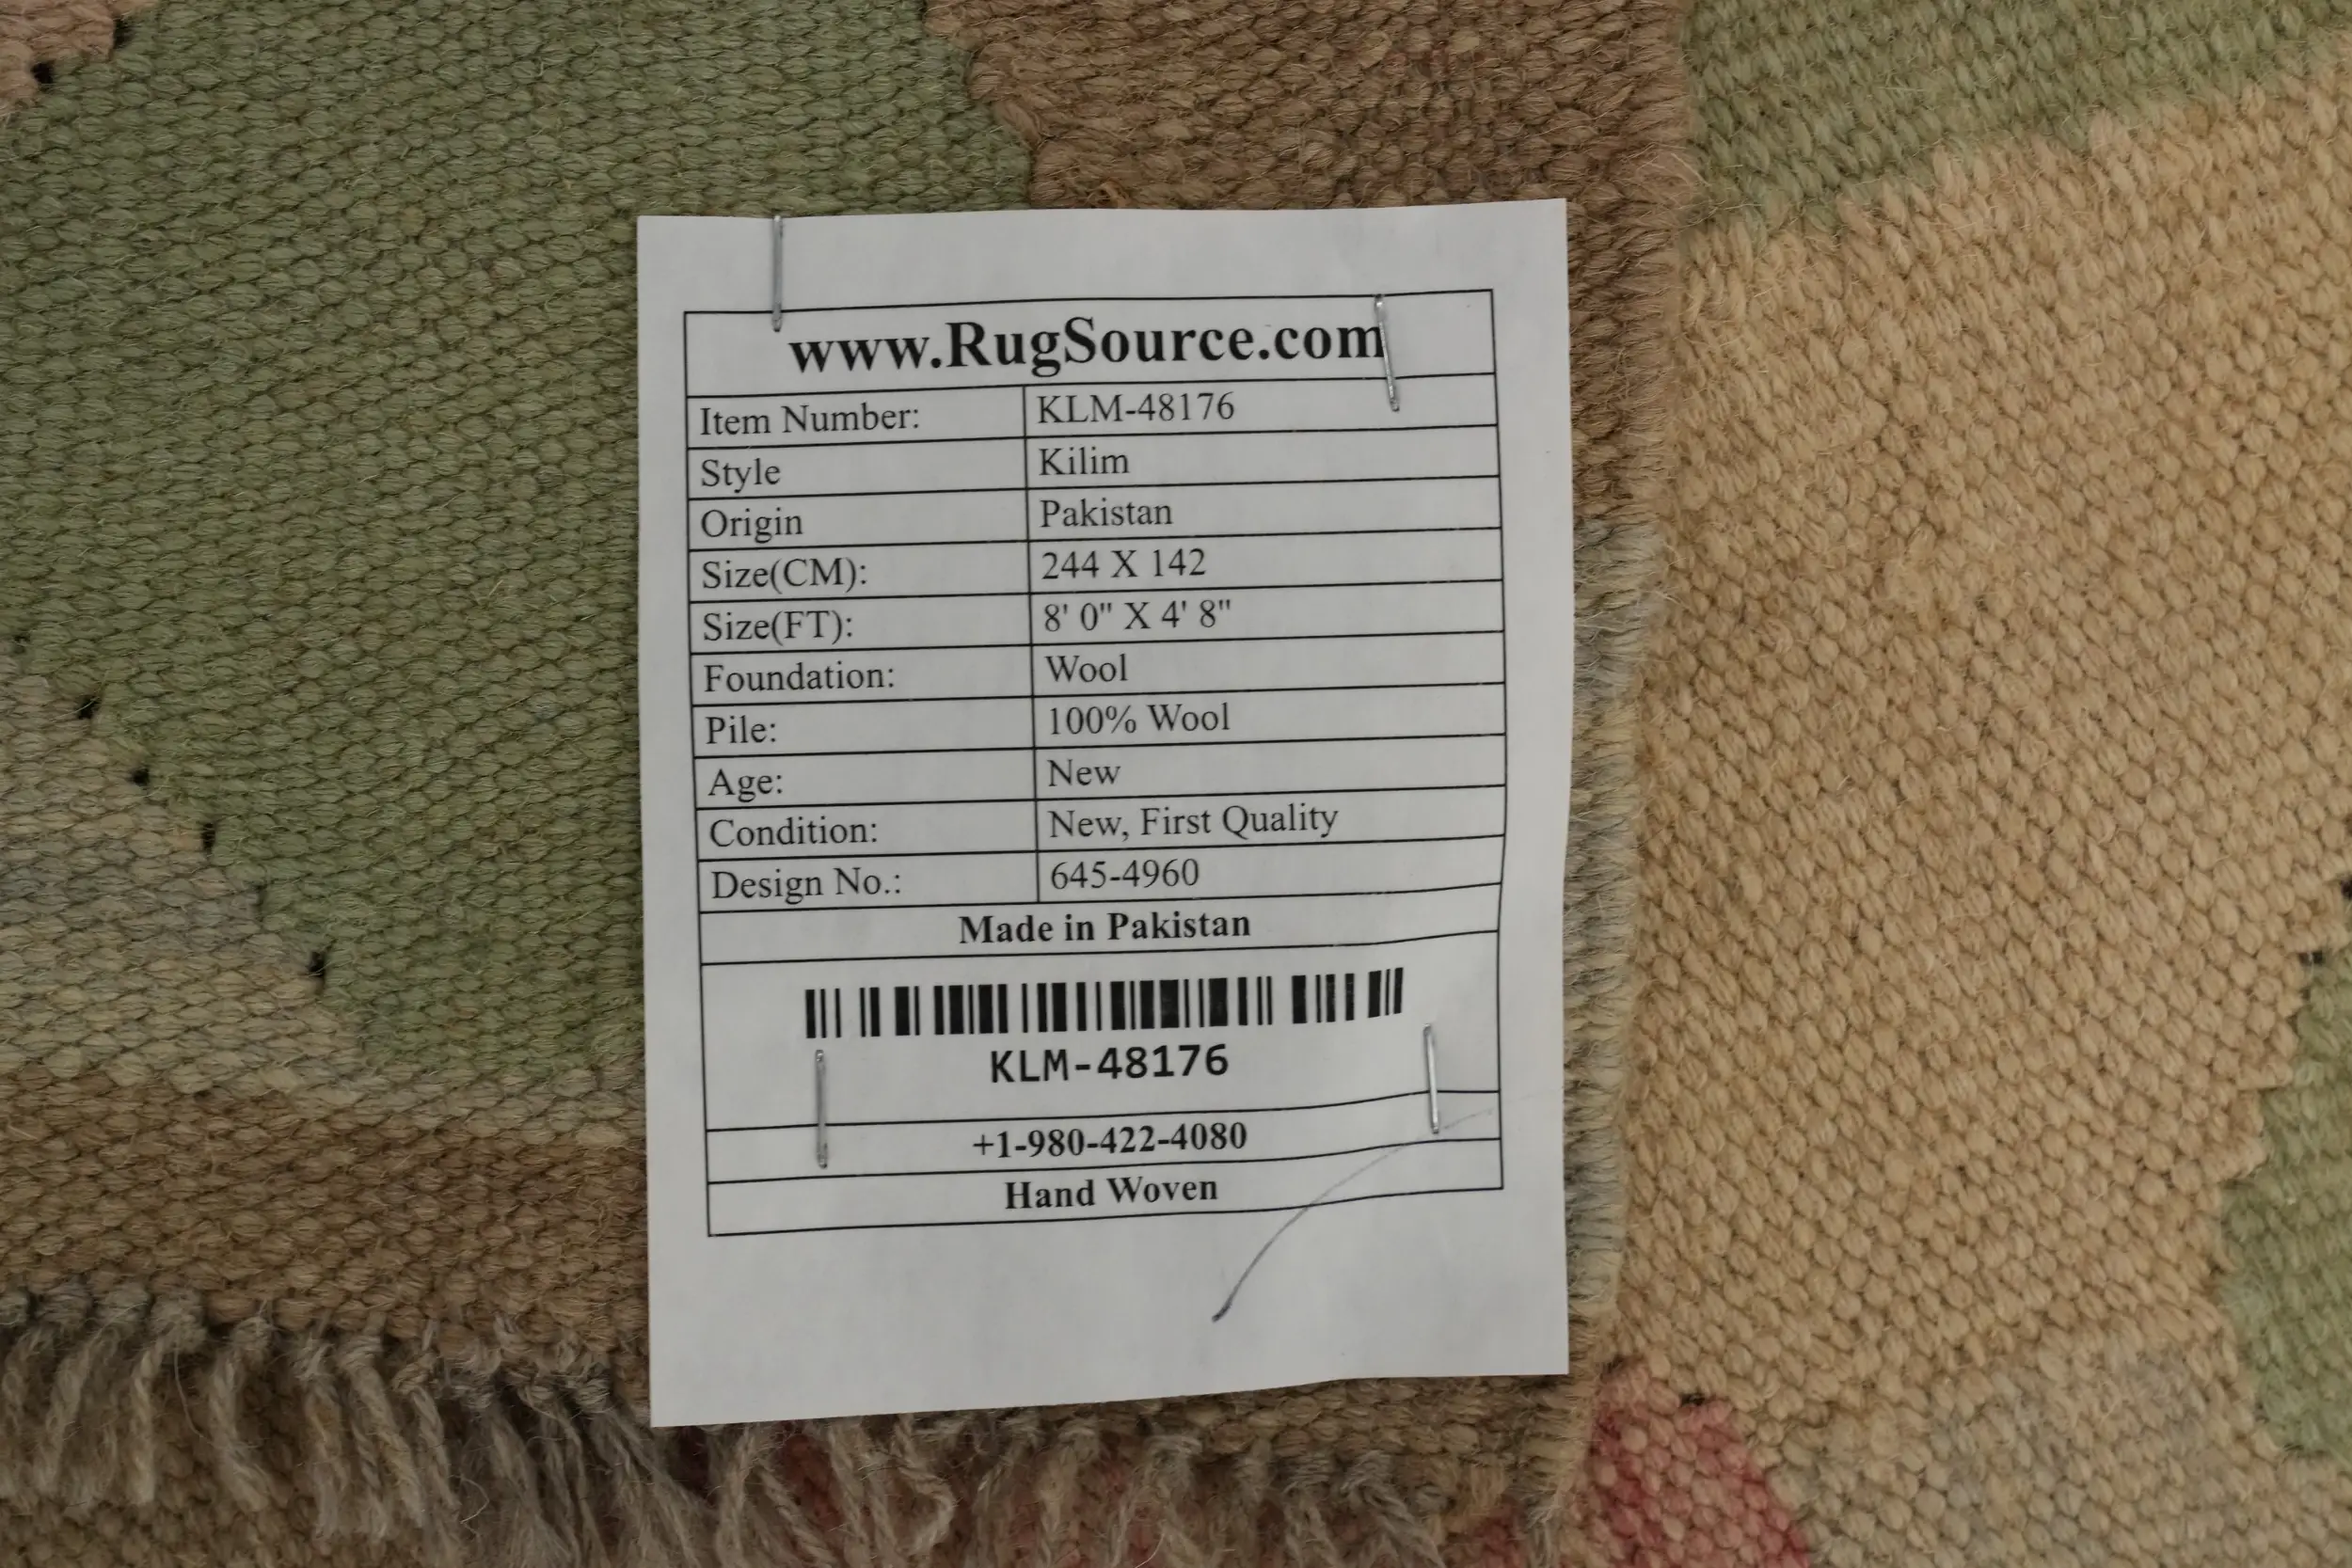 www.RugSource.com
Item Number: KLM-48176
Style Kilim
Origin Pakistan
Size(CM): 244 X 142
Size(FT): 8' 0" X 4' 8"
Foundation: Wool
Pile: 100% Wool
Age: New
Condition: New, First Quality
Design No.: 645-4960
Made in Pakistan
KLM-48176
+1-980-422-4080
Hand Woven